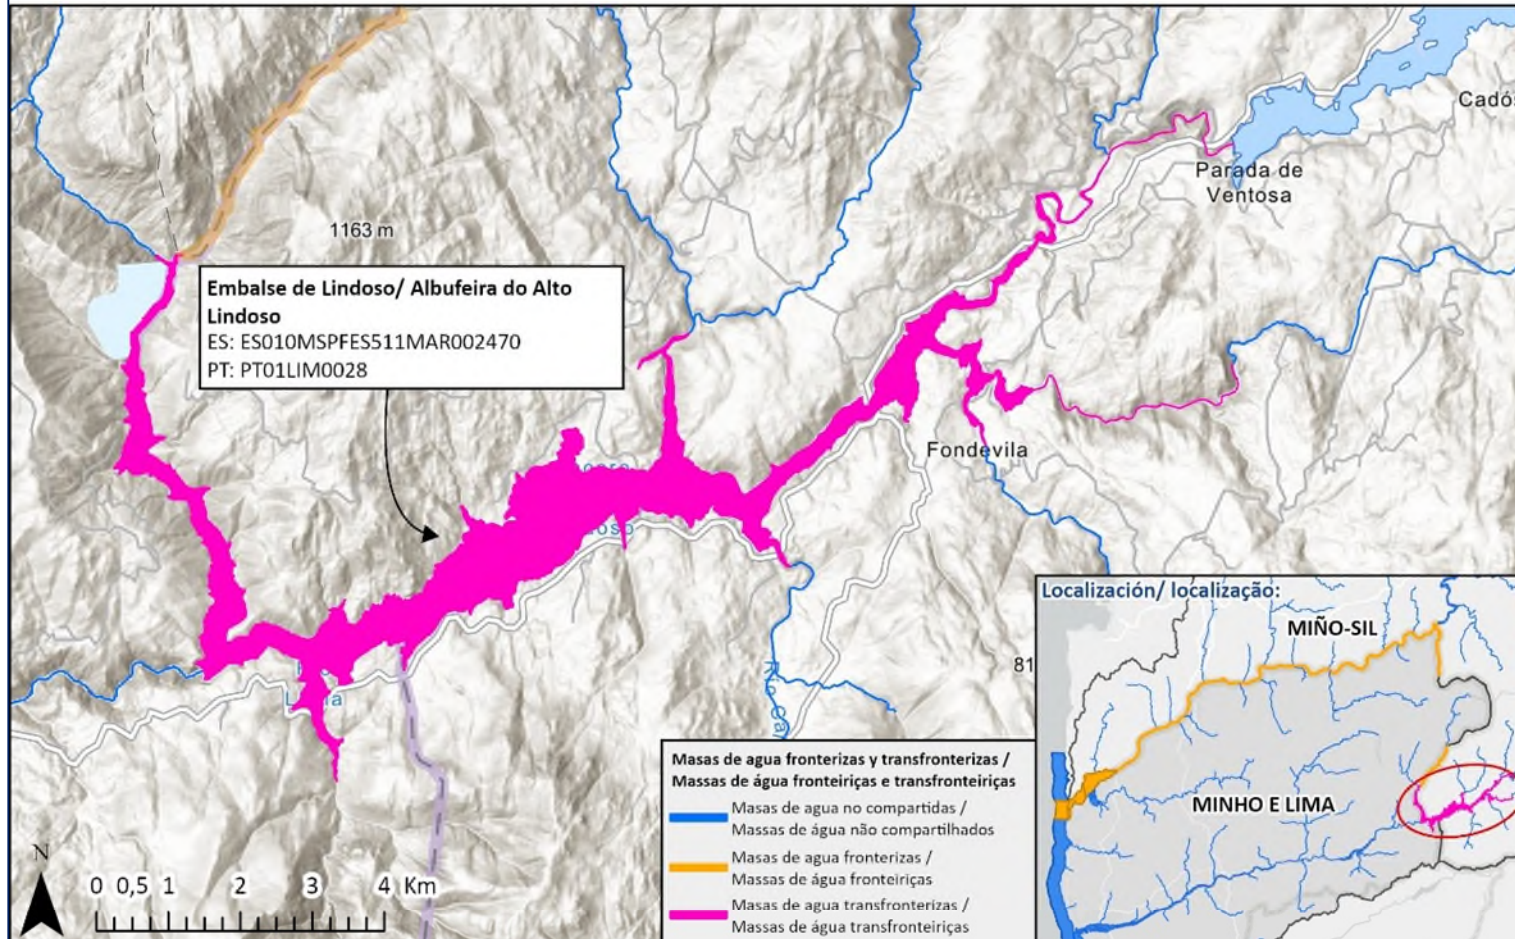 Cadós
Parada de
Ventosa
1163 m
Embalse de Lindoso/ Albufeira do Alto
Lindoso
ES: ES010MSPFES511MAR002470
PT: PT01LIM0028
Fondevila
81
Localización/ localização:
MIÑO-SIL
MINHO E LIMA
Masas de agua fronterizas y transfronterizas /
Massas de água fronteiriças e transfronteiriças
Masas de agua no compartidas /
Massas de água não compartilhados
Masas de agua fronterizas /
Massas de água fronteiriças
Masas de agua transfronterizas /
Massas de água transfronteiriças
N
0 0,5 1 2 3 4 Km